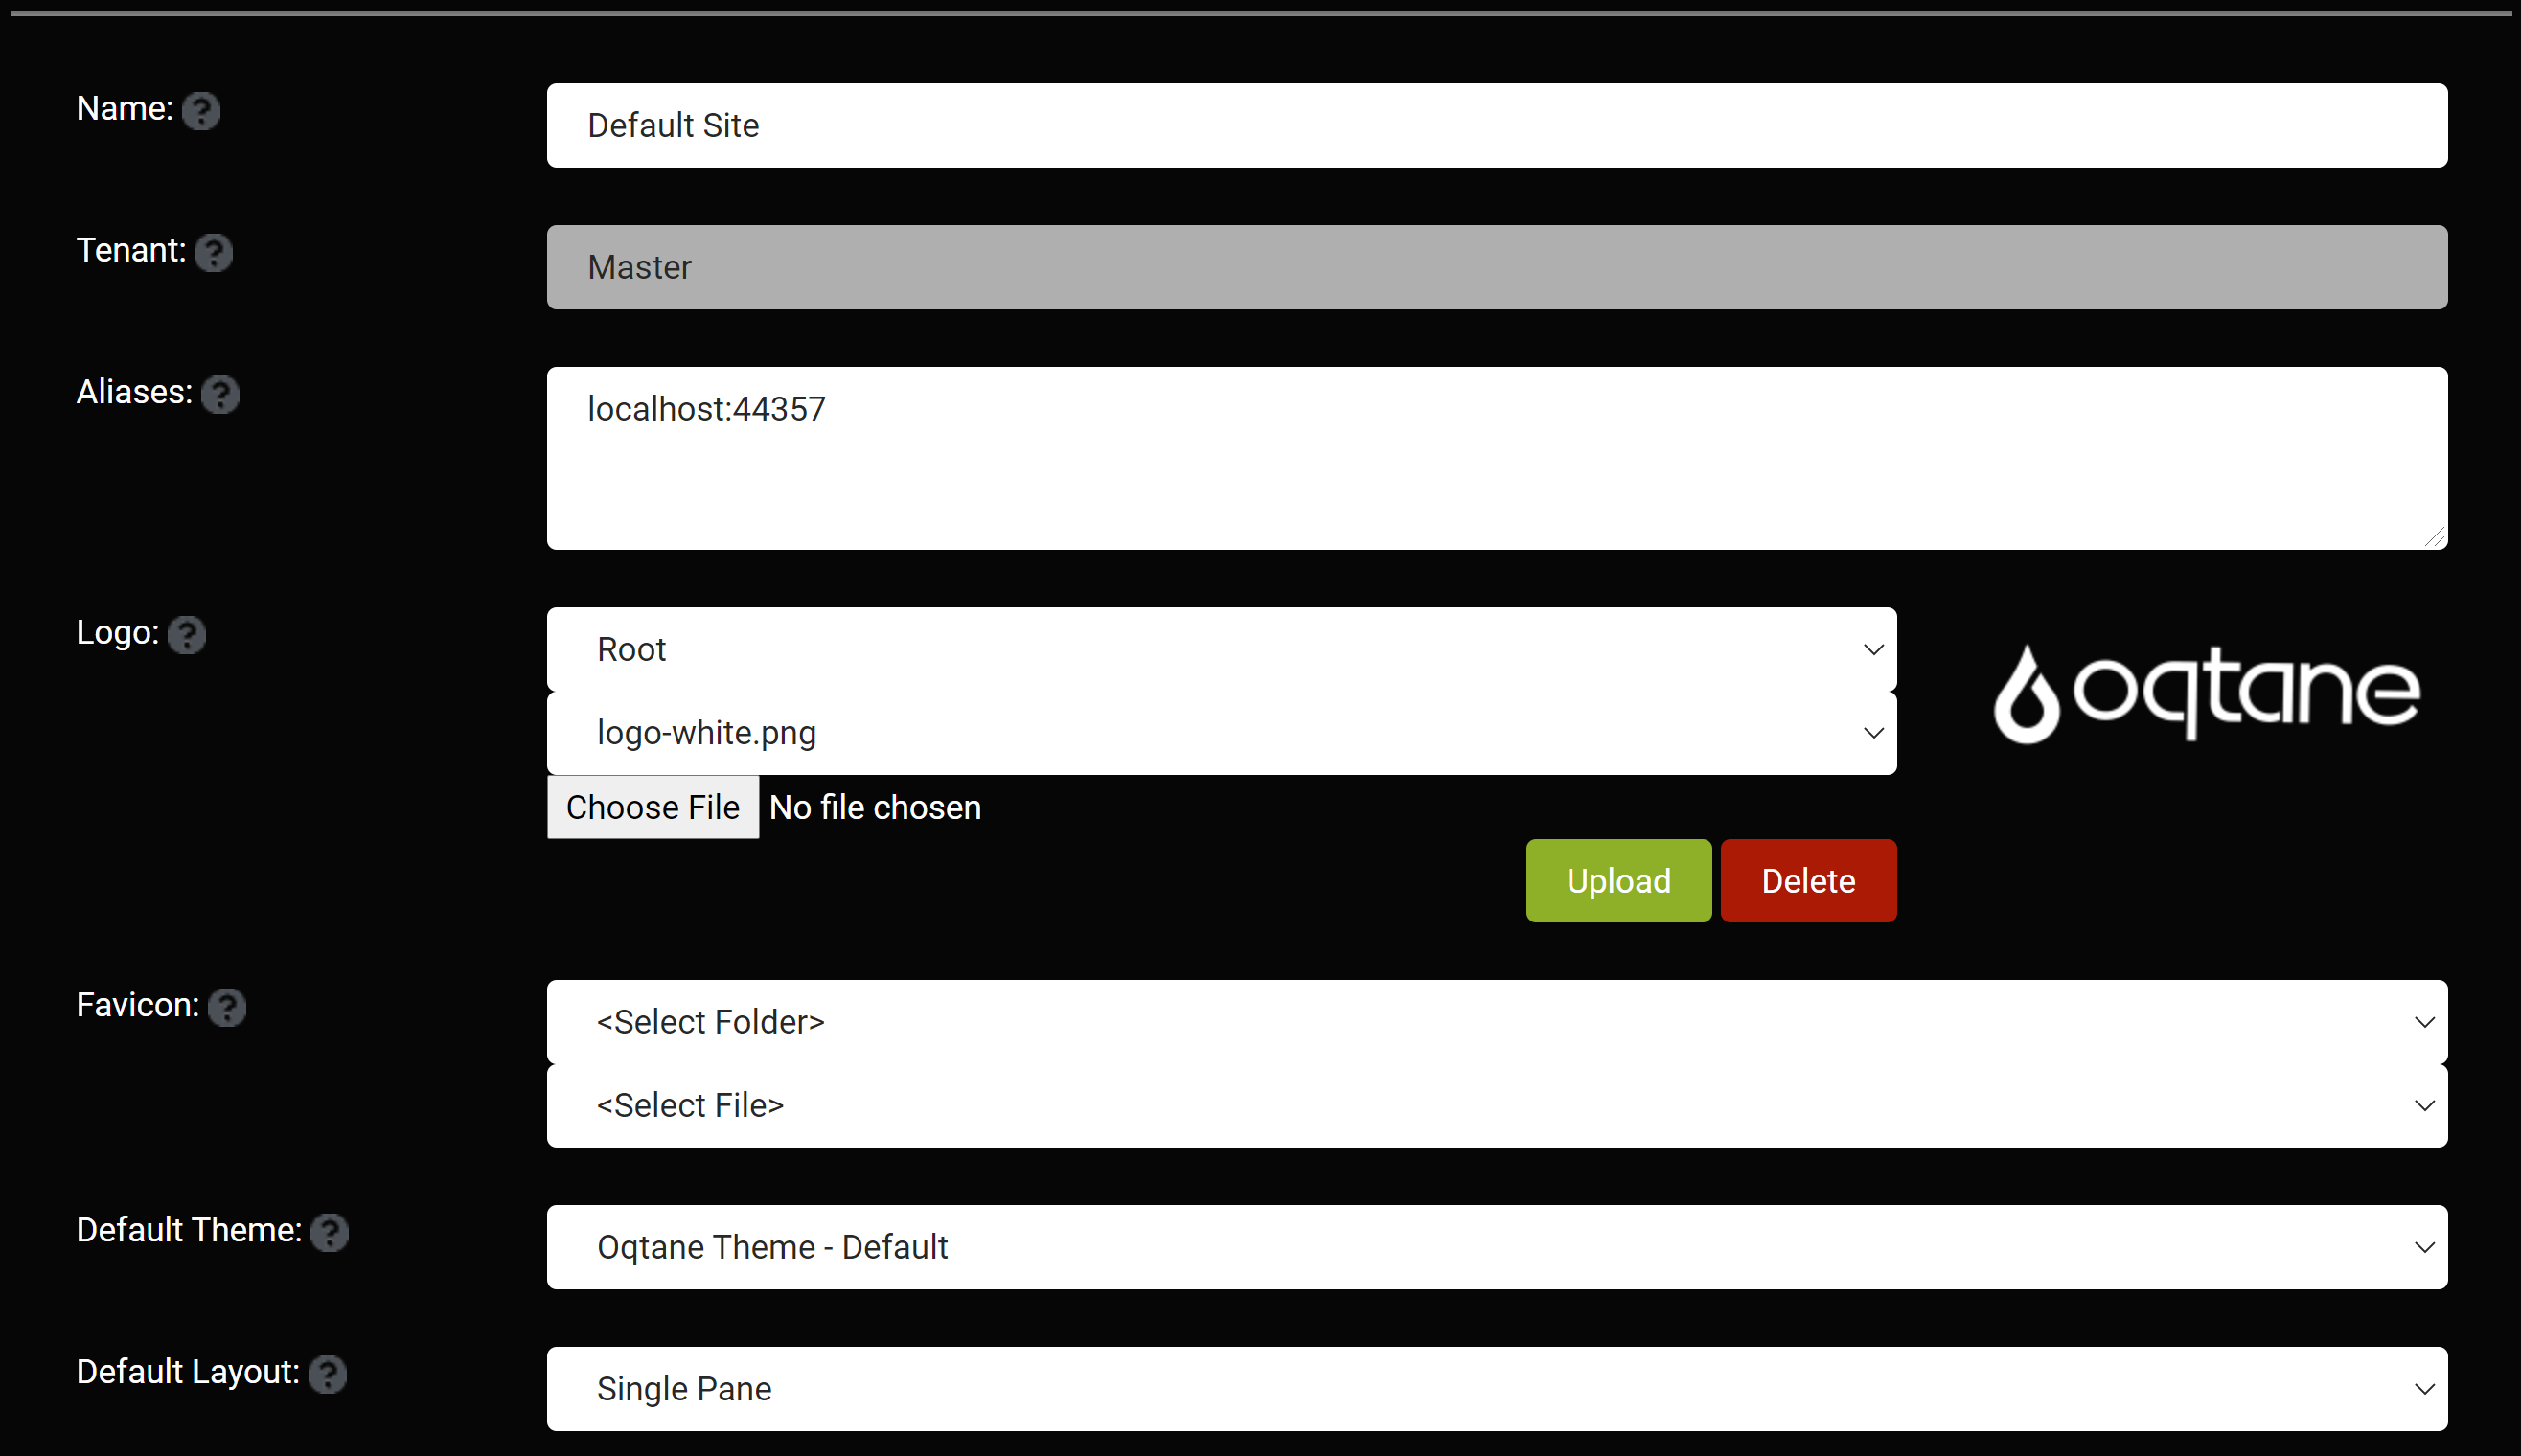 Name: ?
Default Site
Tenant: ?
Master
Aliases: ?
localhost:44357
Logo: ?
Root
logo-white.png
oqtane
Choose File No file chosen
Upload Delete
Favicon: ?
<Select Folder>
<Select File>
Default Theme: ?
Oqtane Theme - Default
Default Layout: ?
Single Pane